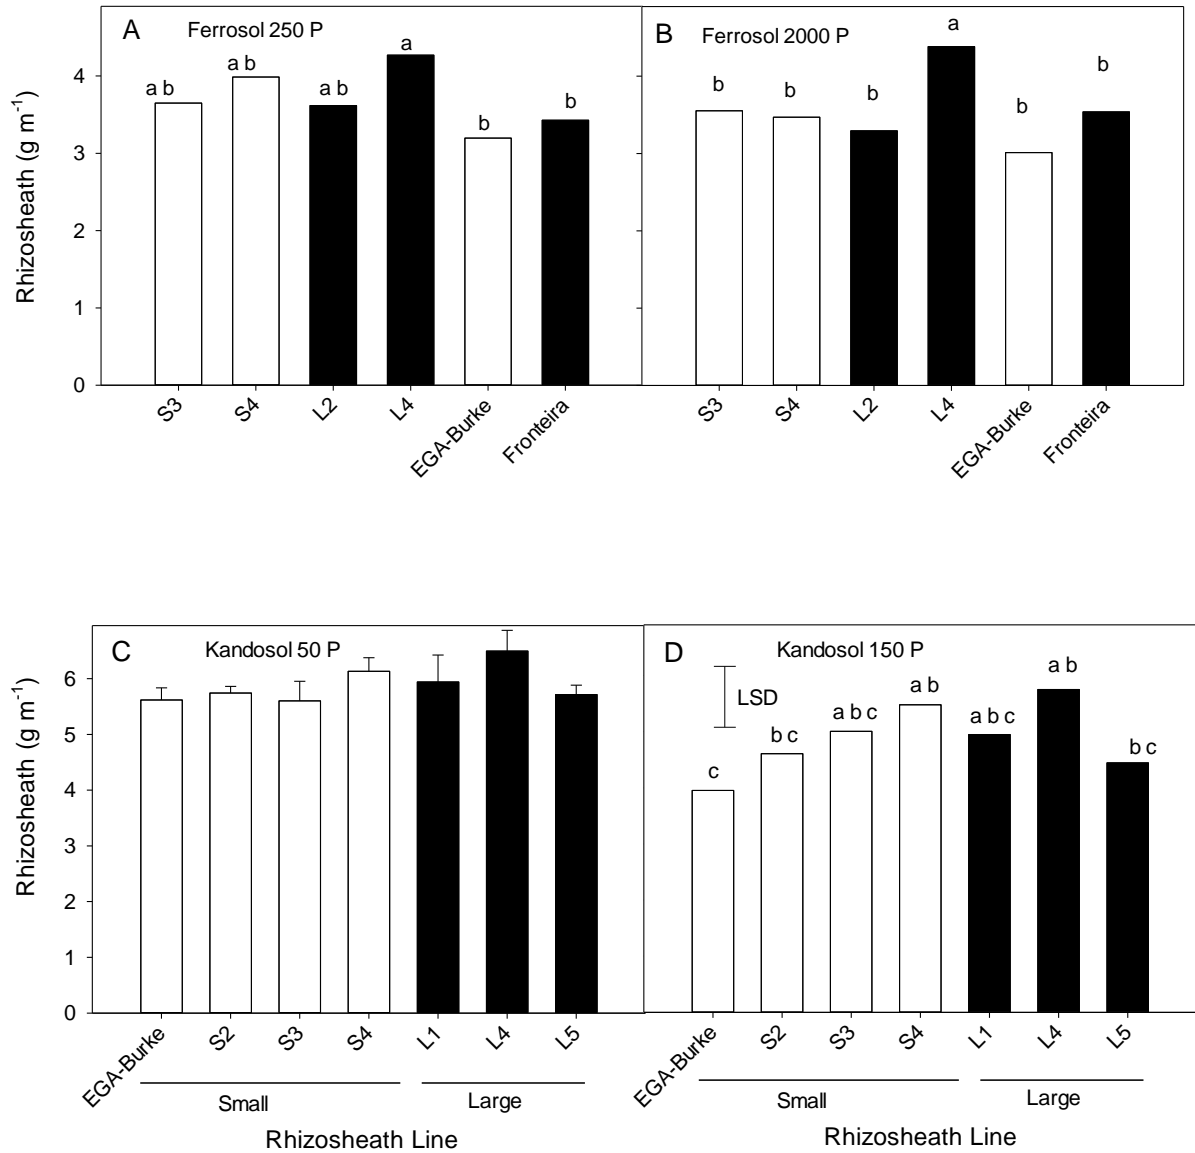 A
Ferrosol 250 P
B
Ferrosol 2000 P
Rhizosheath (g m-1)
4
3
2
1
0
a b
a b
a b
a
b
b
b
b
b
a
b
b
S3
S4
L2
L4
EGA-Burke
Fronteira
S3
S4
L2
L4
EGA-Burke
Fronteira
C
Kandosol 50 P
D
Kandosol 150 P
Rhizosheath (g m-1)
6
5
4
3
2
1
0
LSD
c
b c
a b c
a b
a b c
a b
b c
EGA-Burke
S2
S3
S4
L1
L4
L5
EGA-Burke
S2
S3
S4
L1
L4
L5
Small
Large
Small
Large
Rhizosheath Line
Rhizosheath Line